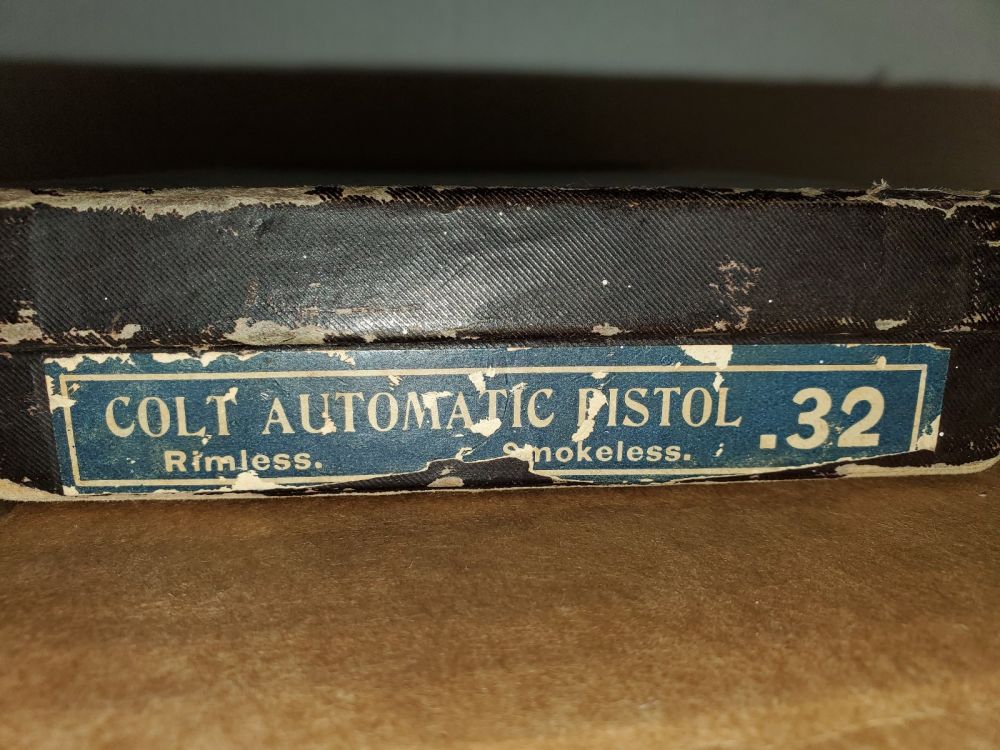 COLT AUTOMATIC PISTOL .32
Rimless. Smokeless.